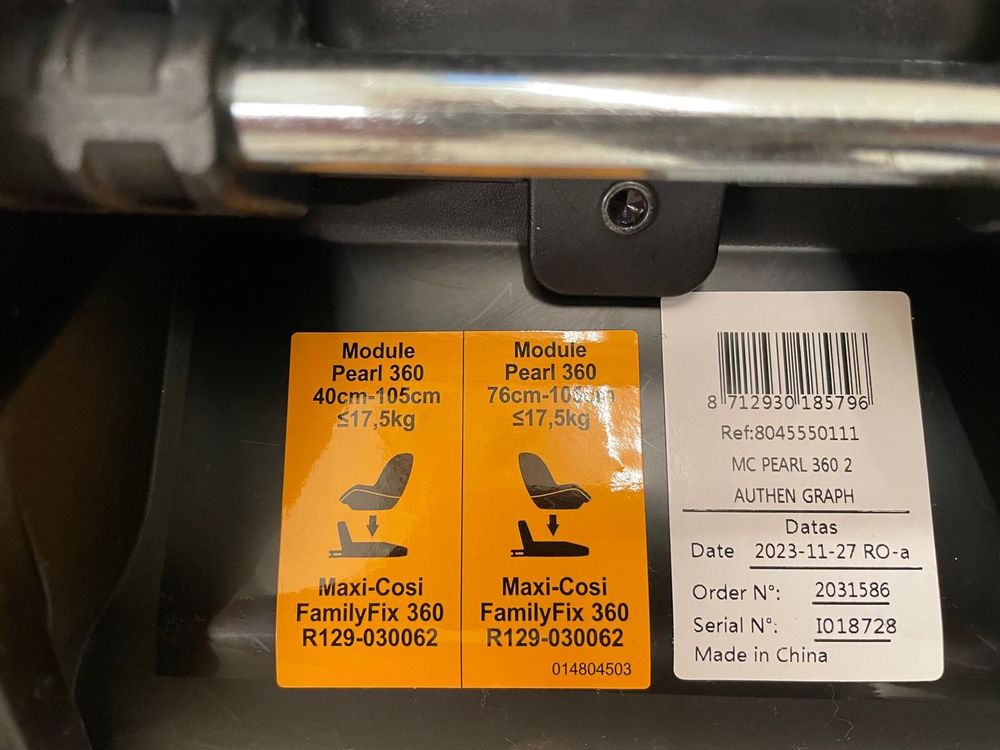 Module
Pearl 360
40cm-105cm
≤17,5kg
Maxi-Cosi
FamilyFix 360
R129-030062
Module
Pearl 360
76cm-105cm
≤17,5kg
Maxi-Cosi
FamilyFix 360
R129-030062
014804503
8 712930 185796
Ref:8045550111
MC PEARL 360 2
AUTHEN GRAPH
Datas
Date 2023-11-27 RO-a
Order N°: 2031586
Serial N°: I018728
Made in China